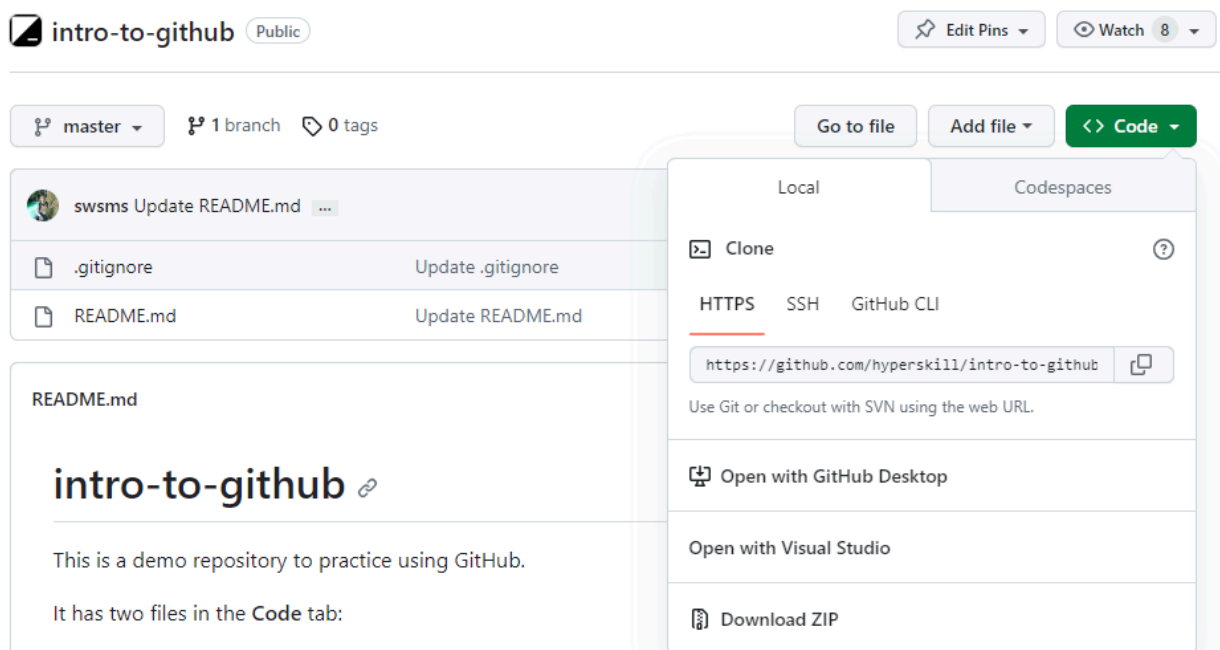 intro-to-github Public Edit Pins Watch 8
master 1 branch 0 tags Go to file Add file Code
swsms Update README.md ...
.gitignore Update .gitignore
README.md Update README.md
Local Codespaces
Clone
HTTPS SSH GitHub CLI
https://github.com/hyperskill/intro-to-github
Use Git or checkout with SVN using the web URL.
Open with GitHub Desktop
Open with Visual Studio
Download ZIP
README.md
intro-to-github
This is a demo repository to practice using GitHub.
It has two files in the Code tab: